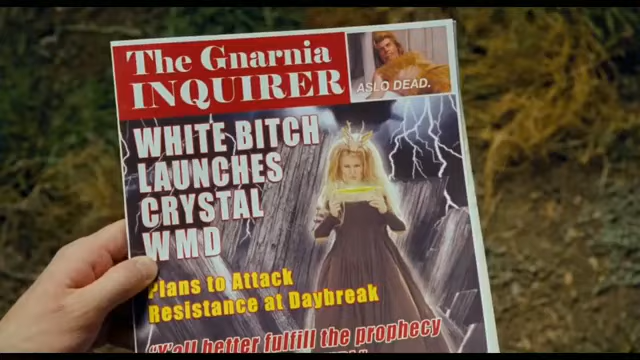 The Gnarnia
INQUIRER
ASLO DEAD.
WHITE BITCH
LAUNCHES
CRYSTAL
WMD
Plans to Attack
Resistance at Daybreak
"Y'all better fulfill the prophecy